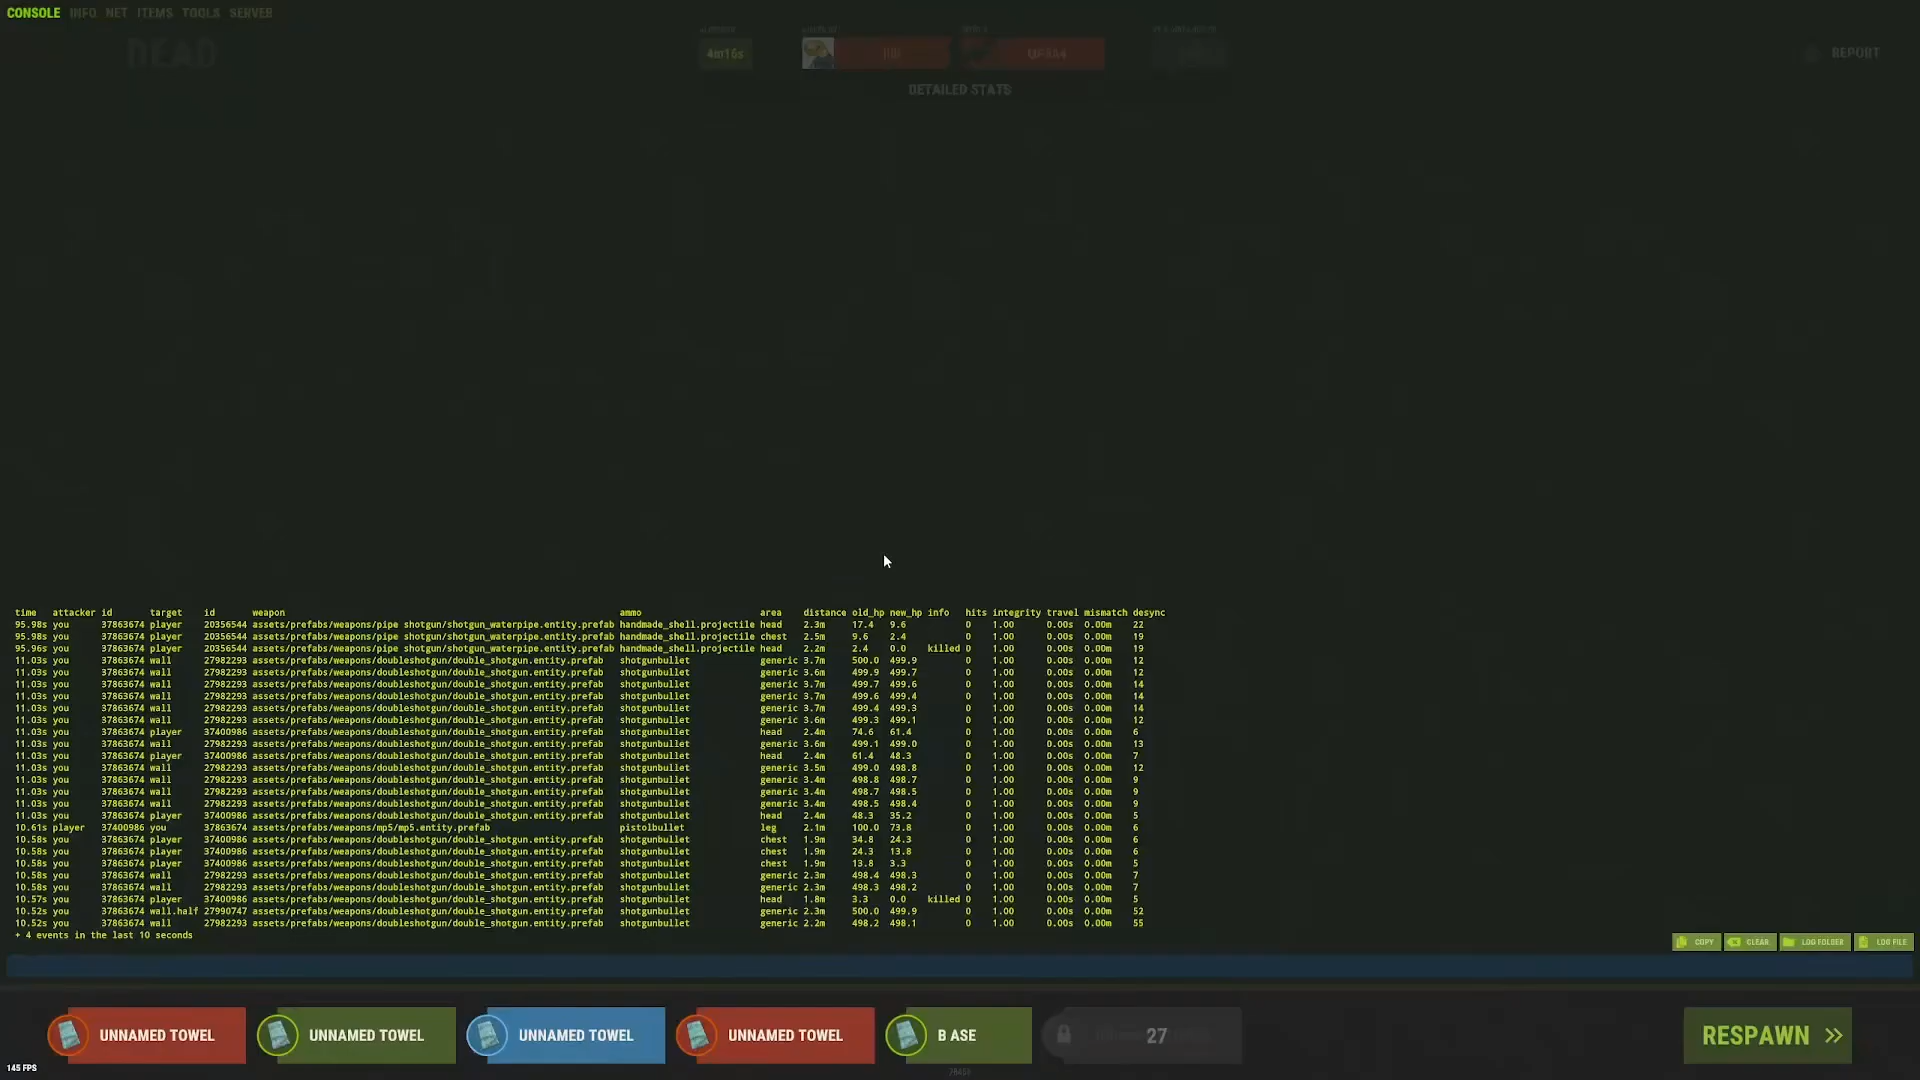 CONSOLE INFO NET ITEMS TOOLS SERVER
DEAD
4m16s
REPORT
DETAILED STATS
time attacker id target id weapon ammo area distance old_hp new_hp info hits integrity travel mismatch desync
95.98s you 37863674 player 20356544 assets/prefabs/weapons/pipe shotgun/shotgun_waterpipe.entity.prefab handmade_shell.projectile head 2.3m 17.4 9.6 0 1.00 0.00s 0.00m 22
95.98s you 37863674 player 20356544 assets/prefabs/weapons/pipe shotgun/shotgun_waterpipe.entity.prefab handmade_shell.projectile chest 2.5m 9.6 2.4 0 1.00 0.00s 0.00m 19
95.96s you 37863674 player 20356544 assets/prefabs/weapons/pipe shotgun/shotgun_waterpipe.entity.prefab handmade_shell.projectile head 2.2m 2.4 0.0 killed 0 1.00 0.00s 0.00m 19
11.03s you 37863674 wall 27982293 assets/prefabs/weapons/doubleshotgun/double_shotgun.entity.prefab shotgunbullet generic 3.7m 500.0 499.9 0 1.00 0.00s 0.00m 12
11.03s you 37863674 wall 27982293 assets/prefabs/weapons/doubleshotgun/double_shotgun.entity.prefab shotgunbullet generic 3.6m 499.9 499.7 0 1.00 0.00s 0.00m 12
11.03s you 37863674 wall 27982293 assets/prefabs/weapons/doubleshotgun/double_shotgun.entity.prefab shotgunbullet generic 3.7m 499.7 499.6 0 1.00 0.00s 0.00m 14
11.03s you 37863674 wall 27982293 assets/prefabs/weapons/doubleshotgun/double_shotgun.entity.prefab shotgunbullet generic 3.7m 499.6 499.4 0 1.00 0.00s 0.00m 14
11.03s you 37863674 wall 27982293 assets/prefabs/weapons/doubleshotgun/double_shotgun.entity.prefab shotgunbullet generic 3.7m 499.4 499.3 0 1.00 0.00s 0.00m 14
11.03s you 37863674 wall 27982293 assets/prefabs/weapons/doubleshotgun/double_shotgun.entity.prefab shotgunbullet generic 3.6m 499.3 499.1 0 1.00 0.00s 0.00m 12
11.03s you 37863674 player 37400986 assets/prefabs/weapons/doubleshotgun/double_shotgun.entity.prefab shotgunbullet head 2.4m 74.6 61.4 0 1.00 0.00s 0.00m 6
11.03s you 37863674 wall 27982293 assets/prefabs/weapons/doubleshotgun/double_shotgun.entity.prefab shotgunbullet generic 3.6m 499.1 499.0 0 1.00 0.00s 0.00m 13
11.03s you 37863674 player 37400986 assets/prefabs/weapons/doubleshotgun/double_shotgun.entity.prefab shotgunbullet head 2.4m 61.4 48.3 0 1.00 0.00s 0.00m 7
11.03s you 37863674 wall 27982293 assets/prefabs/weapons/doubleshotgun/double_shotgun.entity.prefab shotgunbullet generic 3.5m 499.0 498.8 0 1.00 0.00s 0.00m 12
11.03s you 37863674 wall 27982293 assets/prefabs/weapons/doubleshotgun/double_shotgun.entity.prefab shotgunbullet generic 3.4m 498.8 498.7 0 1.00 0.00s 0.00m 9
11.03s you 37863674 wall 27982293 assets/prefabs/weapons/doubleshotgun/double_shotgun.entity.prefab shotgunbullet generic 3.4m 498.7 498.5 0 1.00 0.00s 0.00m 9
11.03s you 37863674 wall 27982293 assets/prefabs/weapons/doubleshotgun/double_shotgun.entity.prefab shotgunbullet generic 3.4m 498.5 498.4 0 1.00 0.00s 0.00m 9
11.03s you 37863674 player 37400986 assets/prefabs/weapons/doubleshotgun/double_shotgun.entity.prefab shotgunbullet head 2.4m 48.3 35.2 0 1.00 0.00s 0.00m 5
10.61s player 37400986 you 37863674 assets/prefabs/weapons/mp5/mp5.entity.prefab pistolbullet leg 2.1m 100.0 73.8 0 1.00 0.00s 0.00m 6
10.58s you 37863674 player 37400986 assets/prefabs/weapons/doubleshotgun/double_shotgun.entity.prefab shotgunbullet chest 1.9m 34.8 24.3 0 1.00 0.00s 0.00m 6
10.58s you 37863674 player 37400986 assets/prefabs/weapons/doubleshotgun/double_shotgun.entity.prefab shotgunbullet chest 1.9m 24.3 13.8 0 1.00 0.00s 0.00m 6
10.58s you 37863674 player 37400986 assets/prefabs/weapons/doubleshotgun/double_shotgun.entity.prefab shotgunbullet chest 1.9m 13.8 3.3 0 1.00 0.00s 0.00m 5
10.58s you 37863674 wall 27982293 assets/prefabs/weapons/doubleshotgun/double_shotgun.entity.prefab shotgunbullet generic 2.3m 498.4 498.3 0 1.00 0.00s 0.00m 7
10.58s you 37863674 wall 27982293 assets/prefabs/weapons/doubleshotgun/double_shotgun.entity.prefab shotgunbullet generic 2.3m 498.3 498.2 0 1.00 0.00s 0.00m 7
10.57s you 37863674 player 37400986 assets/prefabs/weapons/doubleshotgun/double_shotgun.entity.prefab shotgunbullet head 1.8m 3.3 0.0 killed 0 1.00 0.00s 0.00m 5
10.52s you 37863674 wall.half 27990747 assets/prefabs/weapons/doubleshotgun/double_shotgun.entity.prefab shotgunbullet generic 2.3m 500.0 499.9 0 1.00 0.00s 0.00m 52
10.52s you 37863674 wall 27982293 assets/prefabs/weapons/doubleshotgun/double_shotgun.entity.prefab shotgunbullet generic 2.2m 498.2 498.1 0 1.00 0.00s 0.00m 55
+ 4 events in the last 10 seconds
COPY CLEAR LOG FOLDER LOG FILE
UNNAMED TOWEL UNNAMED TOWEL UNNAMED TOWEL UNNAMED TOWEL B ASE 27 RESPAWN >>
145 FPS